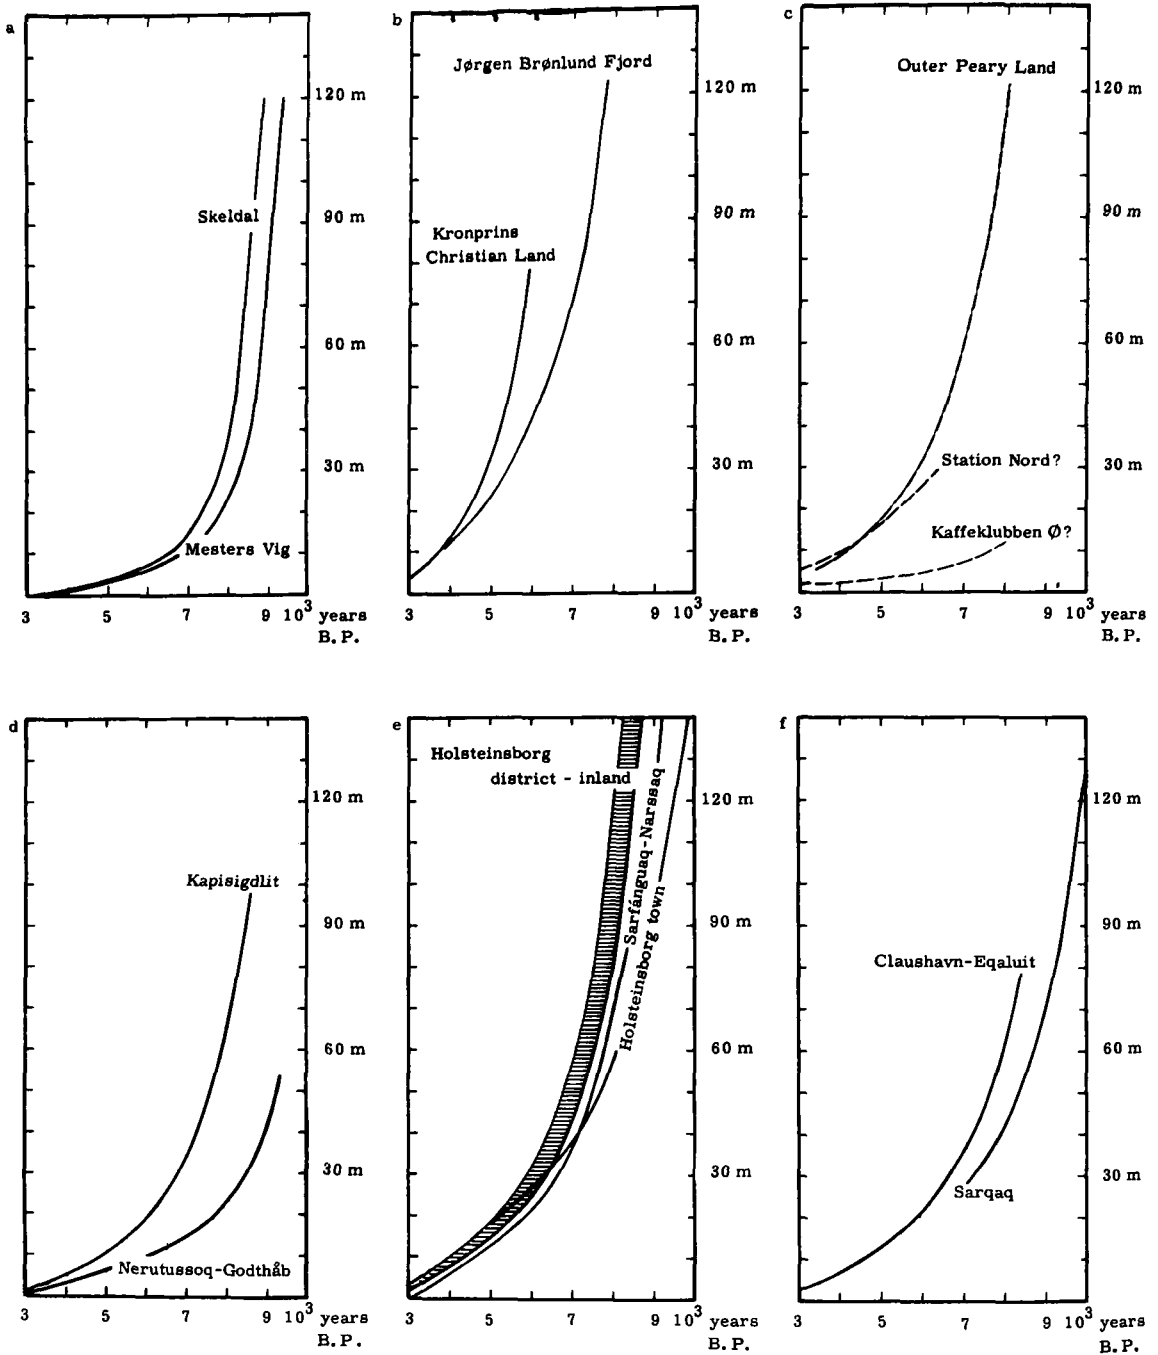 a
Skeldal
Mesters Vig
120 m
90 m
60 m
30 m
3 5 7 9 10³ years
B.P.
b
Jørgen Brønlund Fjord
Kronprins
Christian Land
120 m
90 m
60 m
30 m
3 5 7 9 10³ years
B.P.
c
Outer Peary Land
Station Nord?
Kaffeklubben Ø?
120 m
90 m
60 m
30 m
3 5 7 9 10³ years
B.P.
d
Kapisigdlit
Nerutussoq-Godthåb
120 m
90 m
60 m
30 m
3 5 7 9 10³ years
B.P.
e
Holsteinsborg
district - inland
Sarfánguaq-Narssaq
Holsteinsborg town
120 m
90 m
60 m
30 m
3 5 7 9 10³ years
B.P.
f
Claushavn-Eqaluit
Sarqaq
120 m
90 m
60 m
30 m
3 5 7 9 10³ years
B.P.